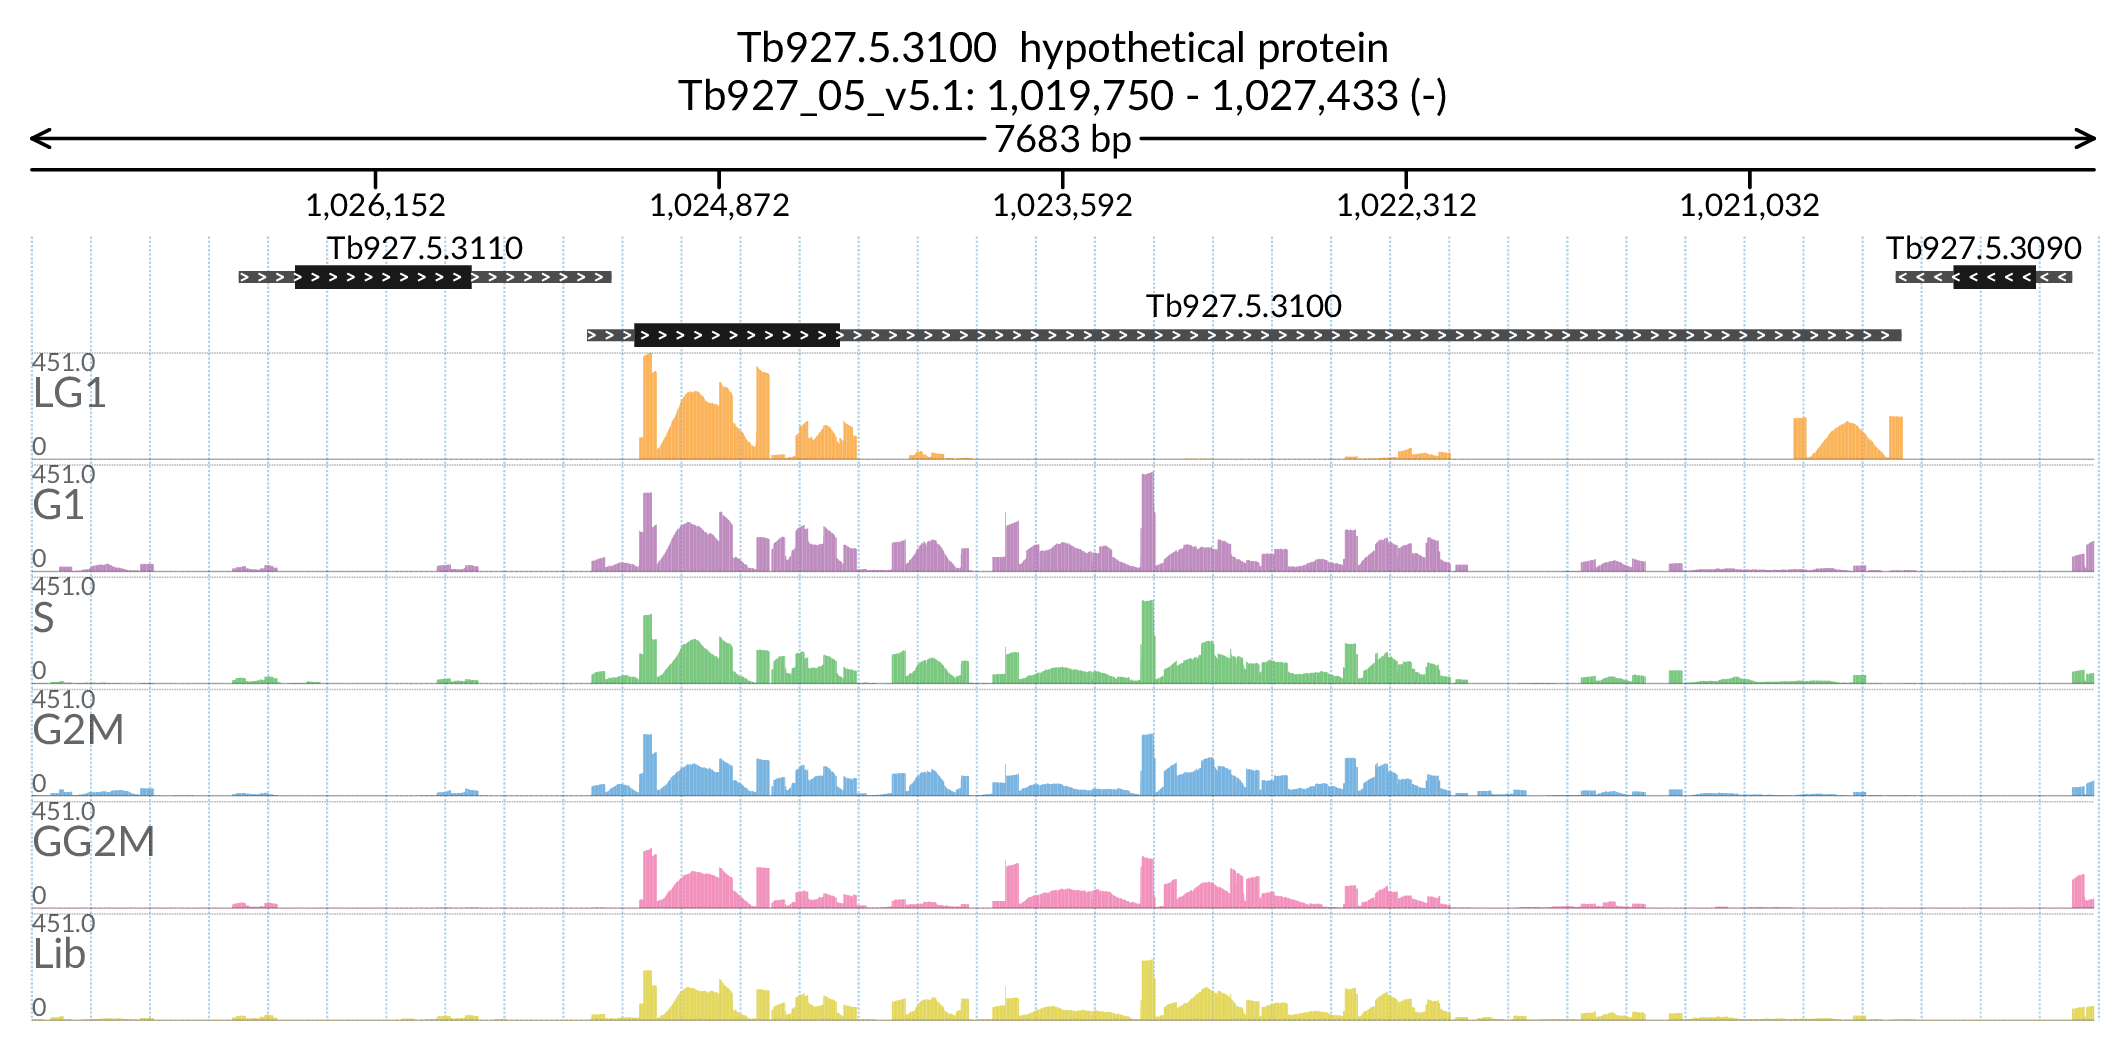 Tb927.5.3100 hypothetical protein
Tb927_05_v5.1: 1,019,750 - 1,027,433 (-)
7683 bp
1,026,152 1,024,872 1,023,592 1,022,312 1,021,032
Tb927.5.3110 Tb927.5.3090
Tb927.5.3100
451.0
LG1
0
451.0
G1
0
451.0
S
0
451.0
G2M
0
451.0
GG2M
0
451.0
Lib
0